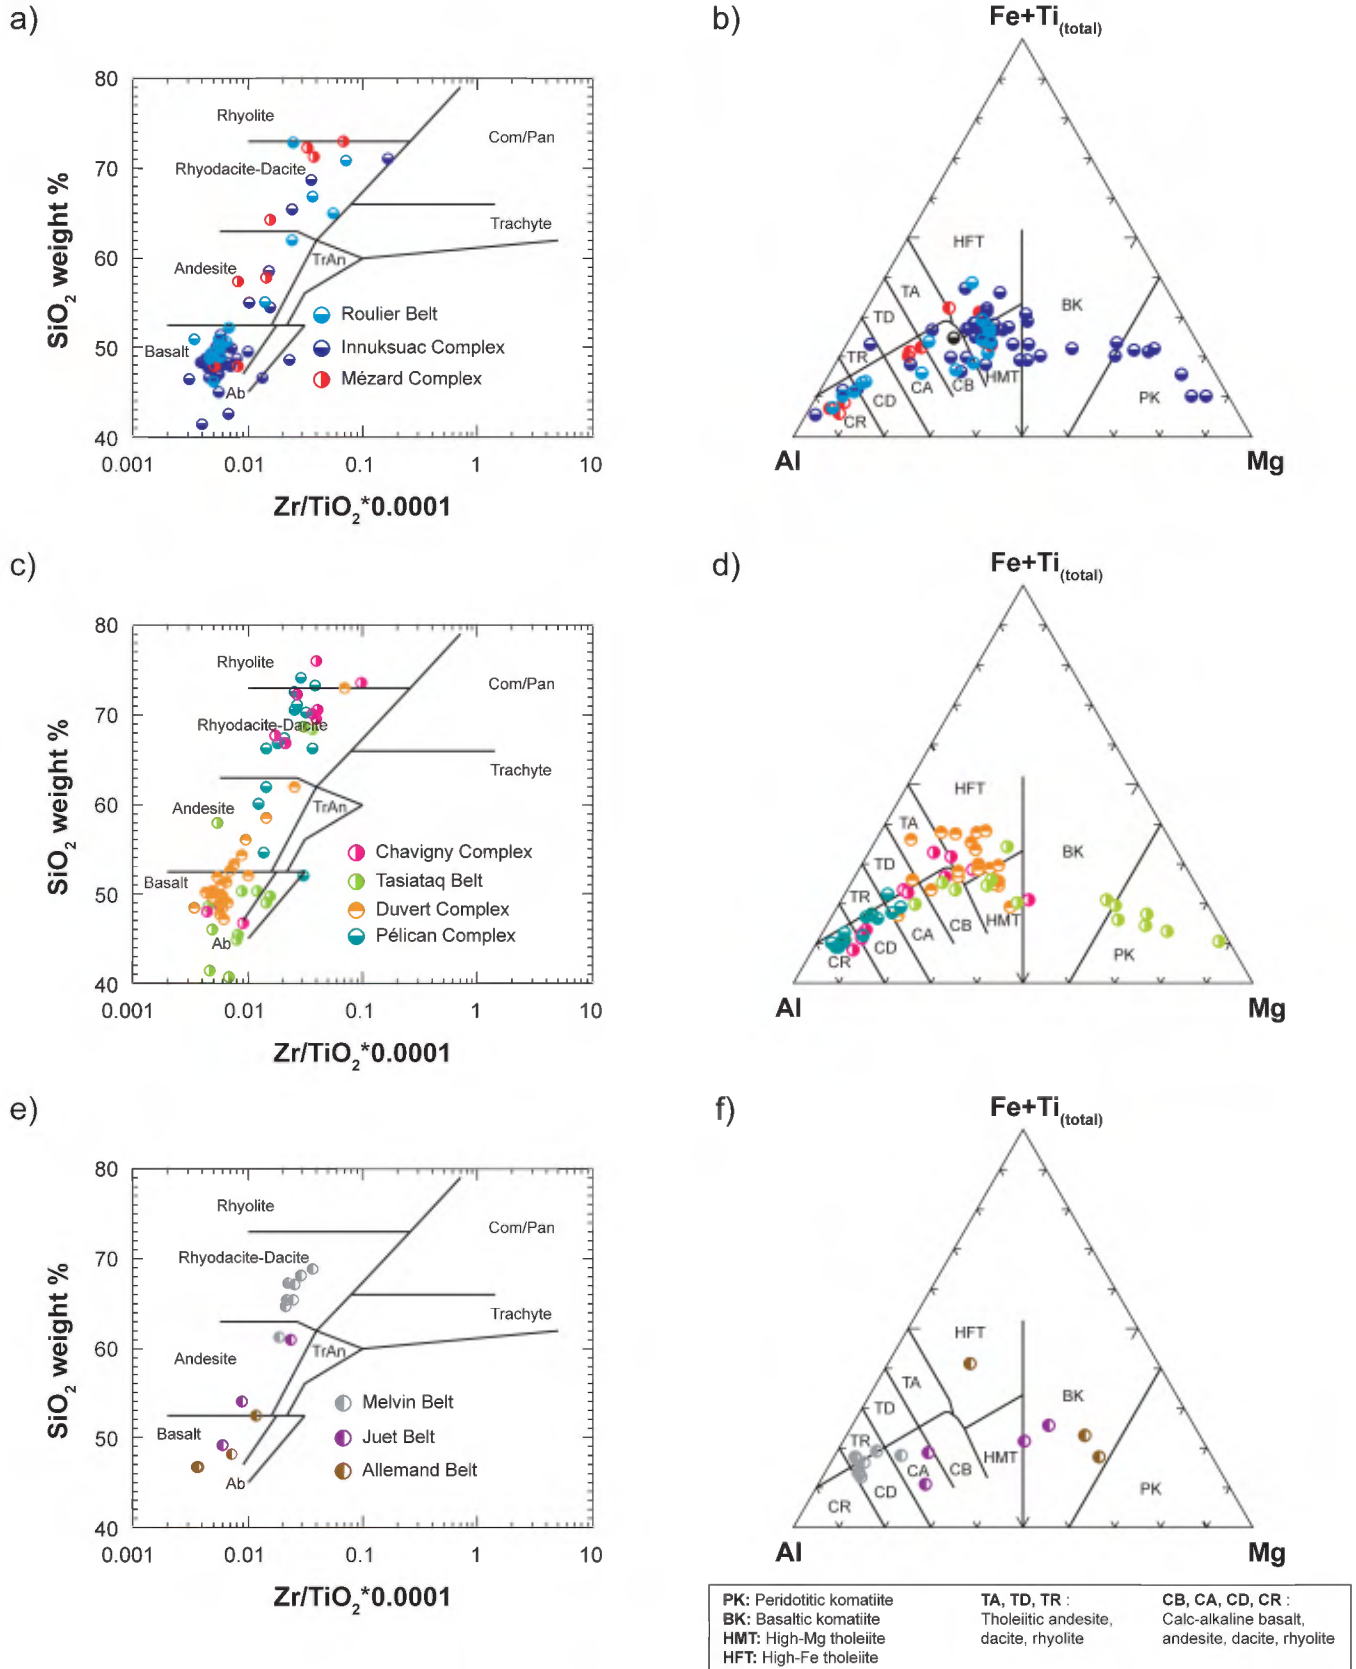 a)
80
70
60
50
40
SiO2 weight %
Rhyolite
Com/Pan
Rhyodacite-Dacite
Trachyte
Andesite
TrAn
Roulier Belt
Innuksuac Complex
Mézard Complex
Basalt
Ab
0.001 0.01 0.1 1 10
Zr/TiO2*0.0001
b)
Fe+Ti(total)
HFT
TA
BK
TD
TR
CA
CB
HMT
CD
PK
CR
Al
Mg
c)
80
70
60
50
40
SiO2 weight %
Rhyolite
Com/Pan
Rhyodacite-Dacite
Trachyte
Andesite
TrAn
Chavigny Complex
Tasiataq Belt
Duvert Complex
Pélican Complex
Basalt
Ab
0.001 0.01 0.1 1 10
Zr/TiO2*0.0001
d)
Fe+Ti(total)
HFT
TA
BK
TD
TR
CB
HMT
CA
CD
PK
CR
Al
Mg
e)
80
70
60
50
40
SiO2 weight %
Rhyolite
Com/Pan
Rhyodacite-Dacite
Trachyte
Andesite
TrAn
Melvin Belt
Juet Belt
Allemand Belt
Basalt
Ab
0.001 0.01 0.1 1 10
Zr/TiO2*0.0001
f)
Fe+Ti(total)
HFT
TA
BK
TD
TR
HMT
CA
CB
CD
PK
CR
Al
Mg
PK: Peridotitic komatiite
BK: Basaltic komatiite
HMT: High-Mg tholeiite
HFT: High-Fe tholeiite
TA, TD, TR :
Tholeiitic andesite,
dacite, rhyolite
CB, CA, CD, CR :
Calc-alkaline basalt,
andesite, dacite, rhyolite